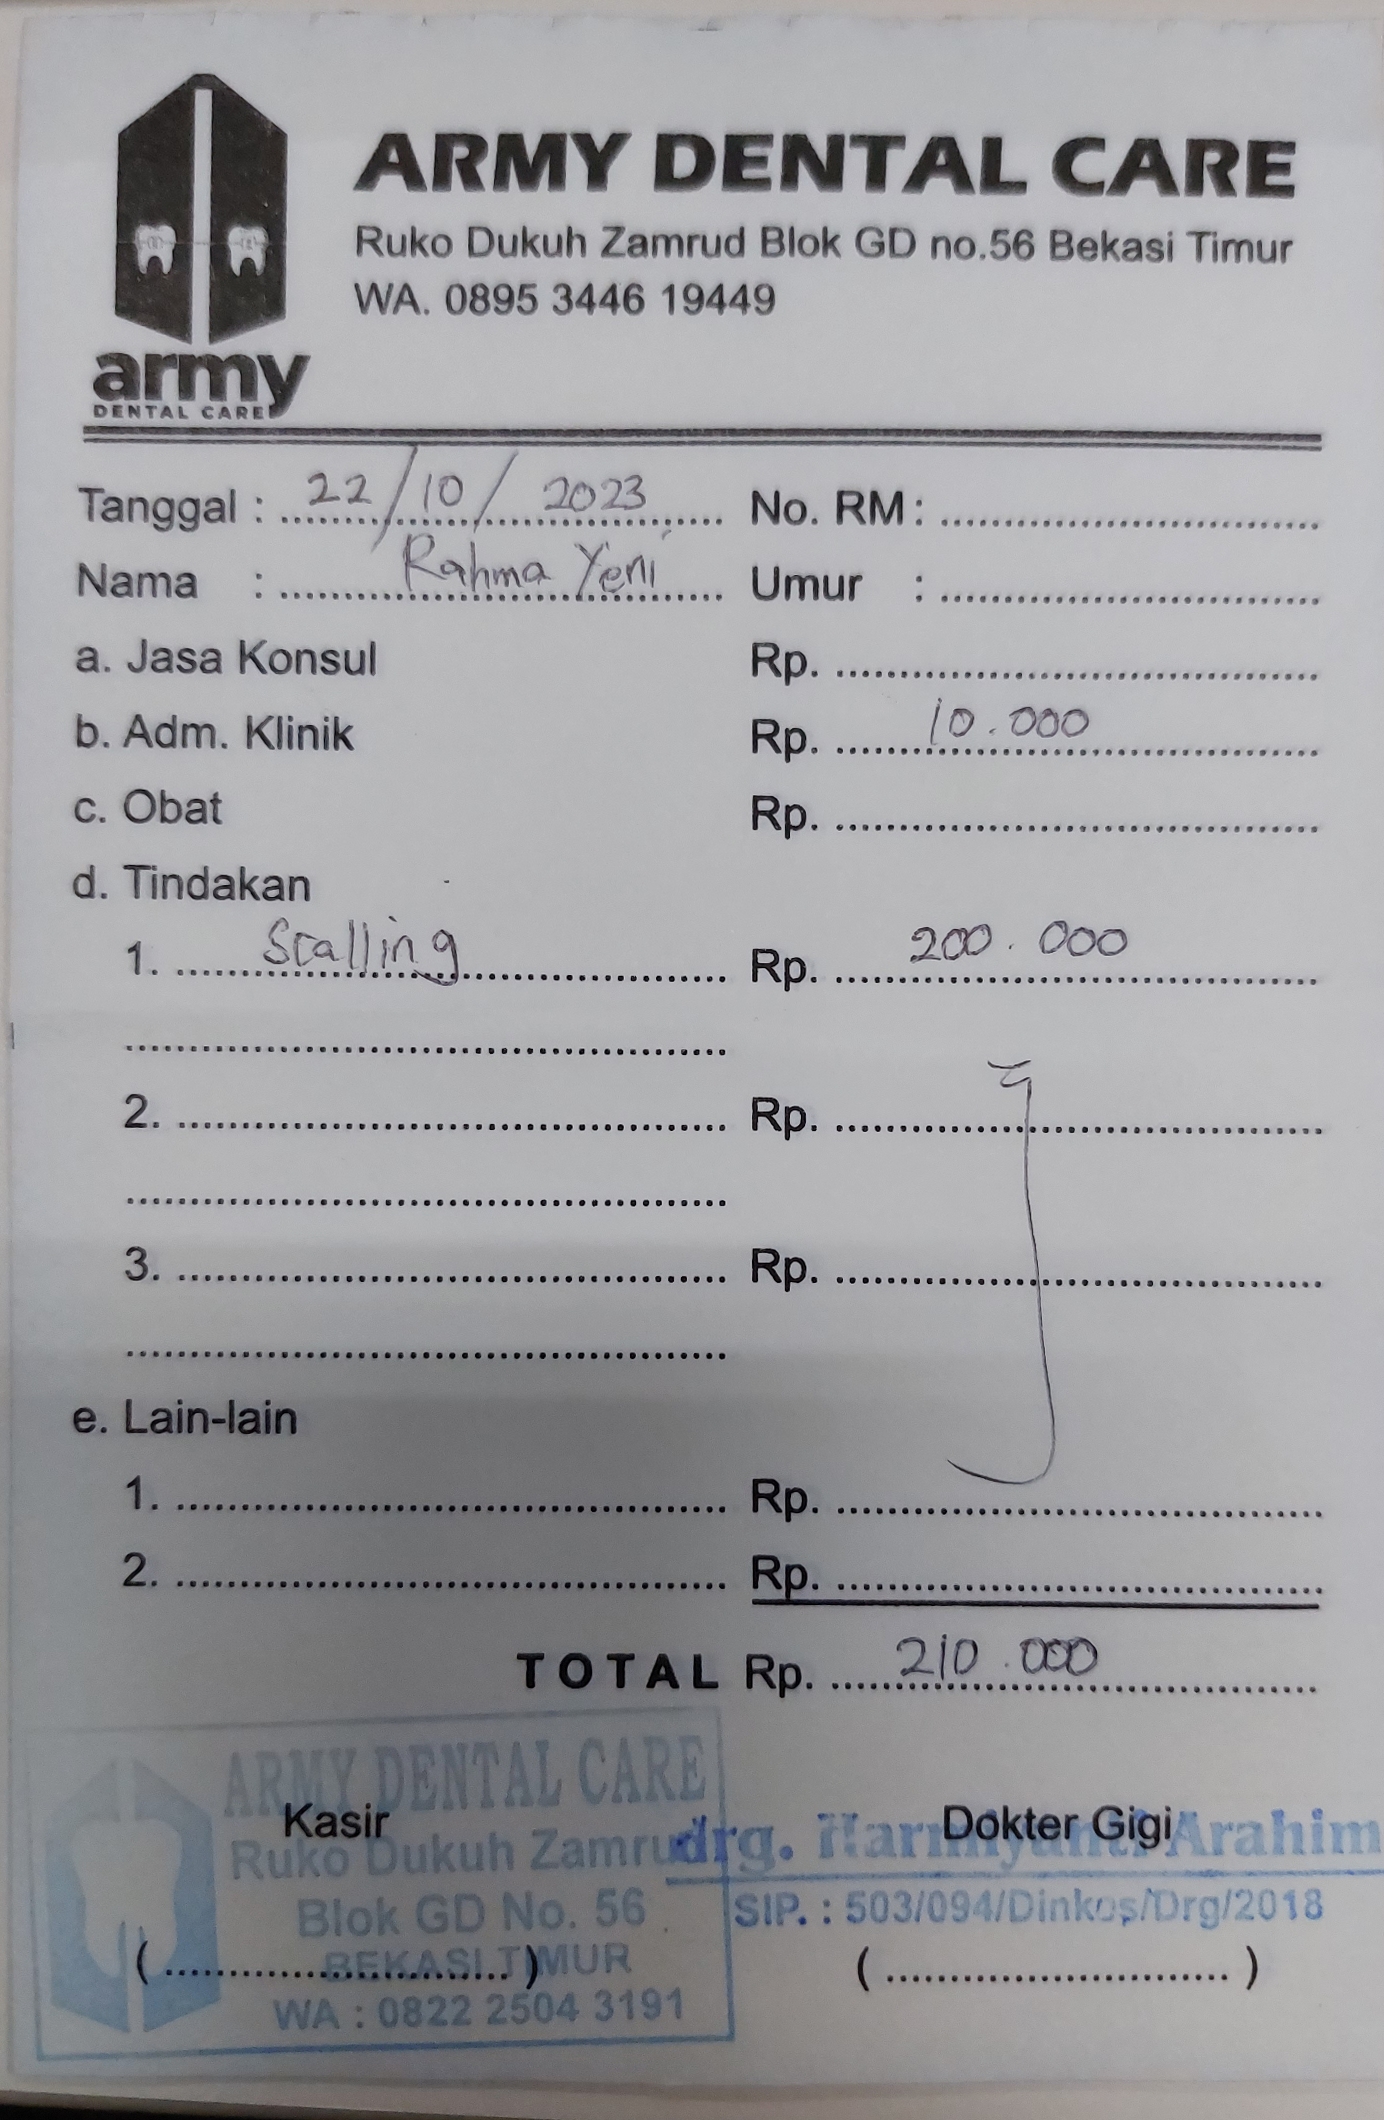 army
DENTAL CARE
ARMY DENTAL CARE
Ruko Dukuh Zamrud Blok GD no.56 Bekasi Timur
WA. 0895 3446 19449
Tanggal : 22/10/2023 No. RM :
Nama : Rahma Yeni Umur :
a. Jasa Konsul Rp.
b. Adm. Klinik Rp. 10.000
c. Obat Rp.
d. Tindakan
1. Scalling Rp. 200.000
2. Rp.
3. Rp.
e. Lain-lain
1. Rp.
2. Rp.
TOTAL Rp. 210.000
Kasir Dokter Gigi
ARMY DENTAL CARE
Ruko Dukuh Zamrud
Blok GD No. 56
BEKASI TIMUR
WA : 0822 2504 3191
drg. Arahim
SIP. : 503/094/Dinkes/Drg/2018
( ) ( )